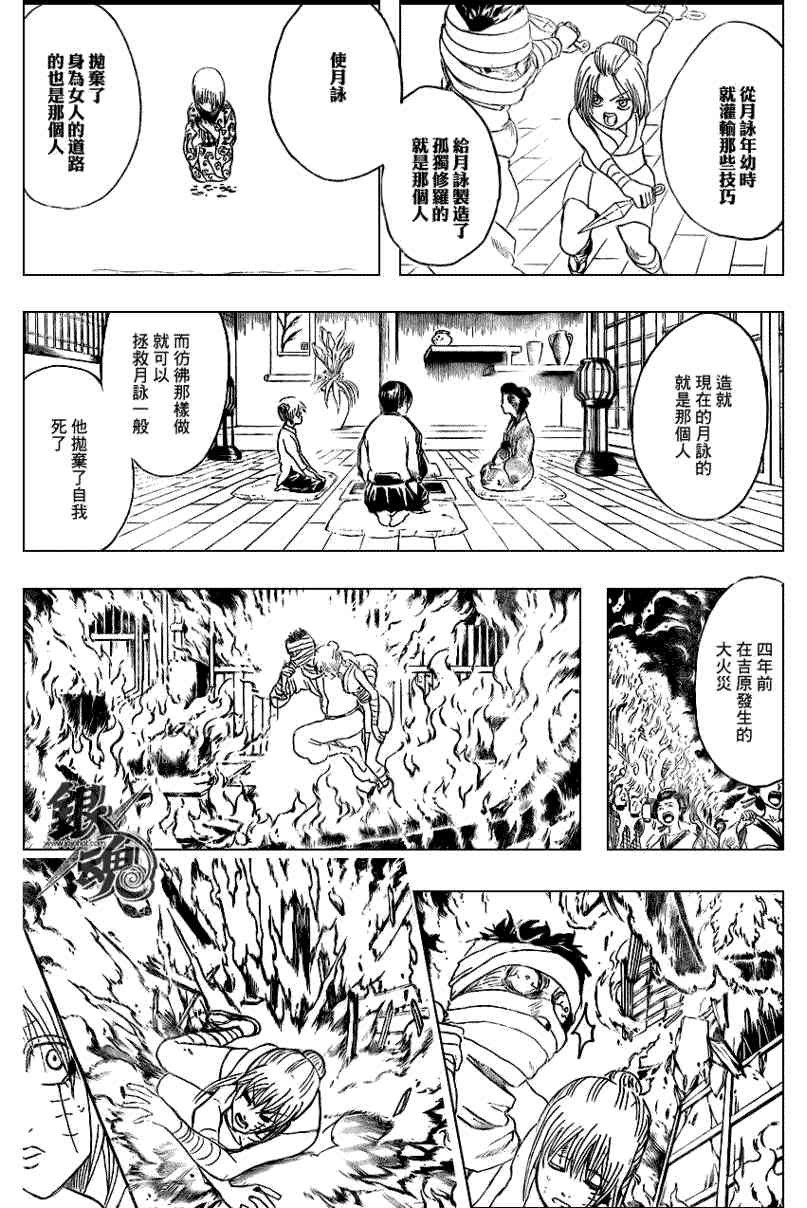 從月詠年幼時
就灌輸那些技巧
給月詠製造了
孤獨修羅的
就是那個人
使月詠
拋棄了
身為女人的道路
的也是那個人
造就
現在的月詠的
就是那個人
而彷彿那樣做
就可以
拯救月詠一般
他拋棄了自我
死了
四年前
在吉原發生的
大火災
銀魂